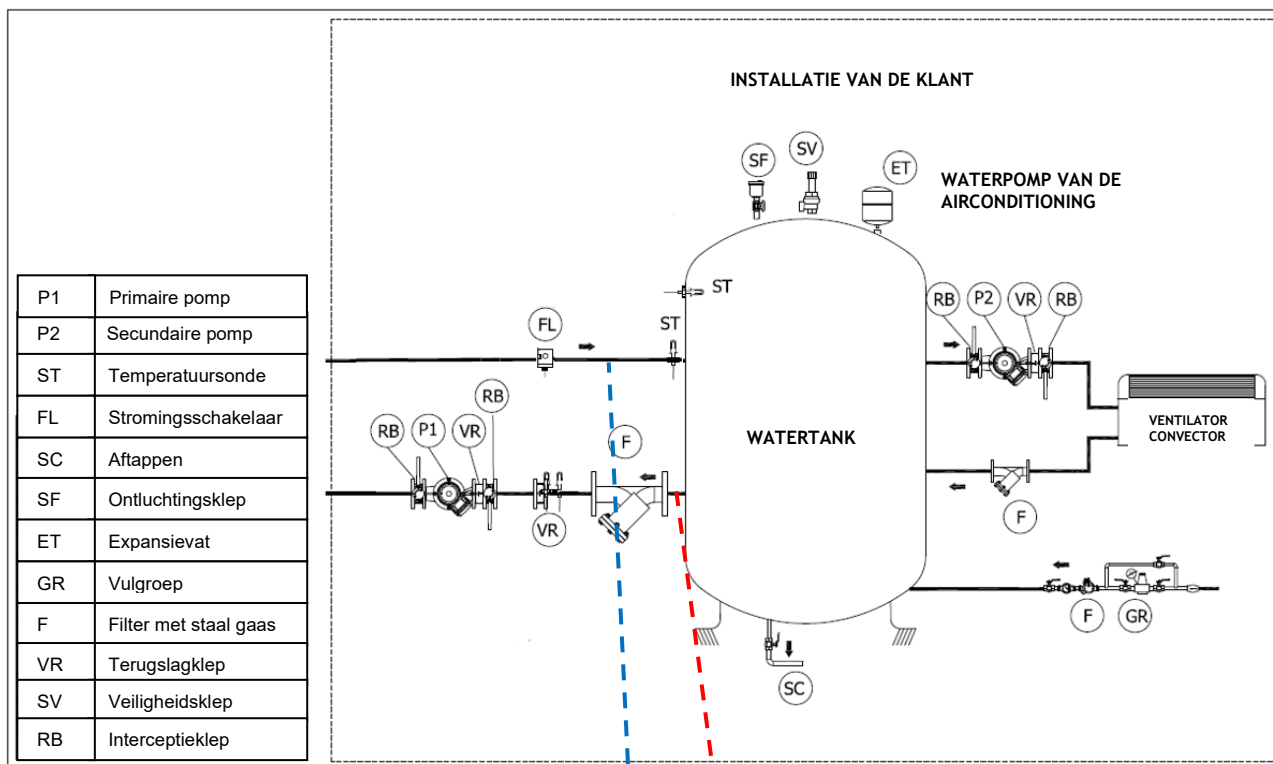 INSTALLATIE VAN DE KLANT
SF
SV
ET
WATERPOMP VAN DE
AIRCONDITIONING
P1 Primaire pomp
P2 Secundaire pomp
ST Temperatuursonde
FL Stromingsschakelaar
SC Aftappen
SF Ontluchtingsklep
ET Expansievat
GR Vulgroep
F Filter met staal gaas
VR Terugslagklep
SV Veiligheidsklep
RB Interceptieklep
ST
FL
ST
RB
P2
VR
RB
RB
P1
VR
RB
F
VR
WATERTANK
VENTILATOR
CONVECTOR
F
F
GR
SC